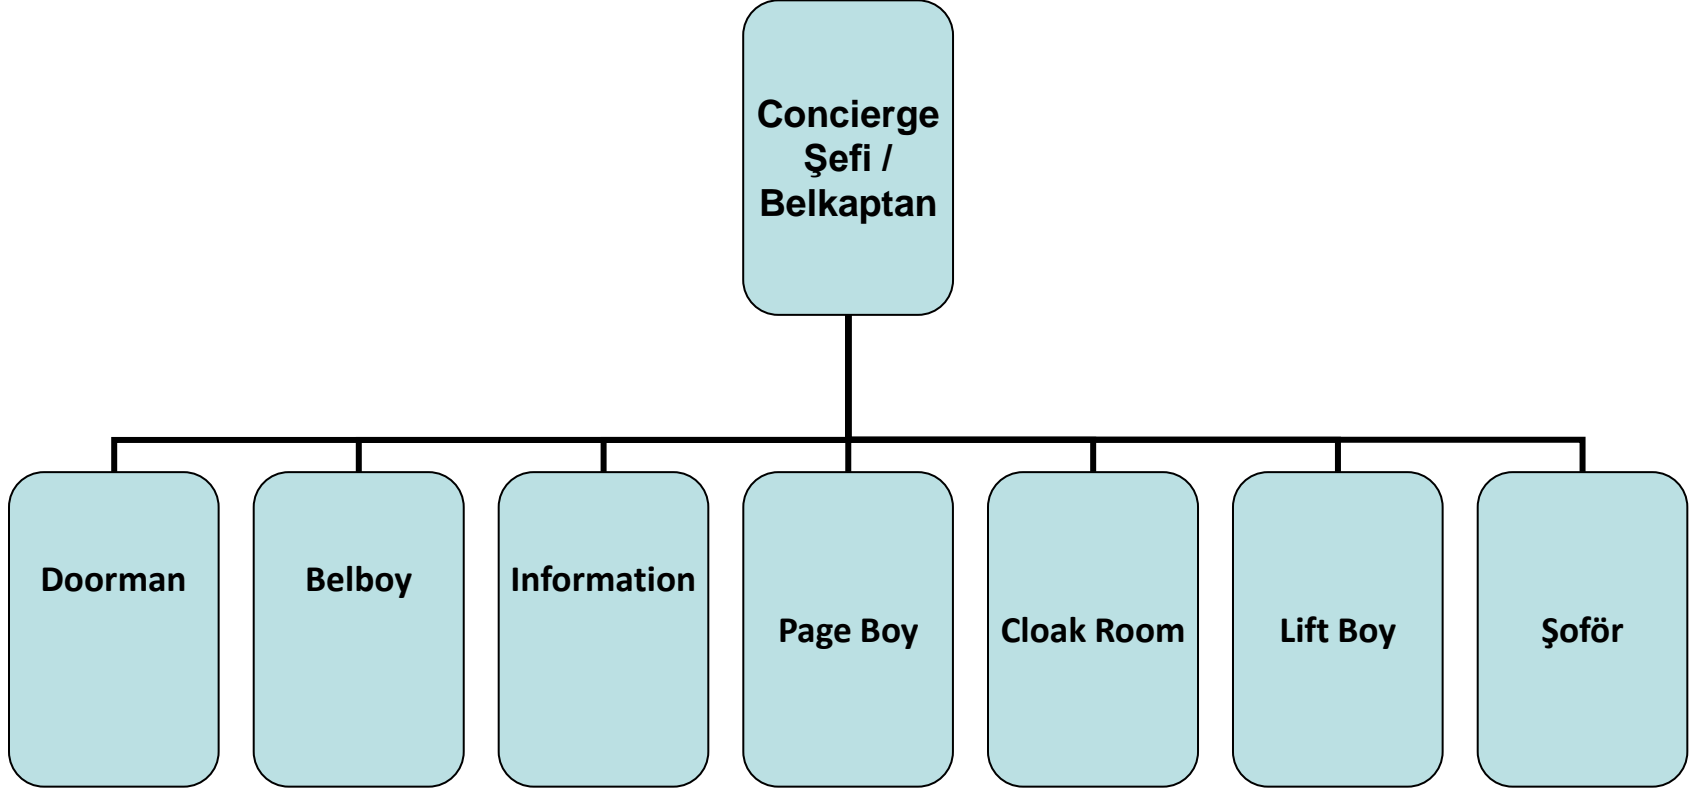 Concierge
Şefi /
Belkaptan
Doorman
Belboy
Information
Page Boy
Cloak Room
Lift Boy
Şoför